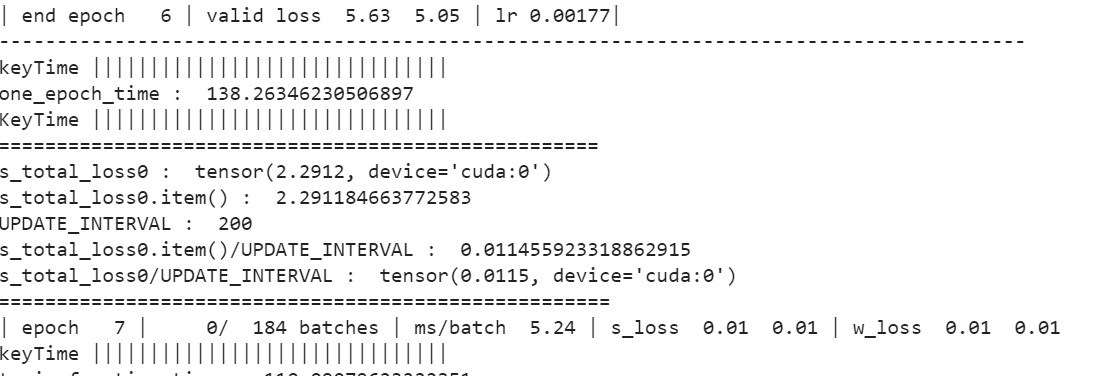 | end epoch   6 | valid loss  5.63  5.05 | lr 0.00177|
-----------------------------------------------------------------------------------------
keyTime |||||||||||||||||||||||||||||||
one_epoch_time :  138.26346230506897
KeyTime |||||||||||||||||||||||||||||||
====================================================
s_total_loss0 :  tensor(2.2912, device='cuda:0')
s_total_loss0.item() :  2.291184663772583
UPDATE_INTERVAL :  200
s_total_loss0.item()/UPDATE_INTERVAL :  0.011455923318862915
s_total_loss0/UPDATE_INTERVAL :  tensor(0.0115, device='cuda:0')
=====================================================
| epoch   7 |     0/  184 batches | ms/batch  5.24 | s_loss  0.01  0.01 | w_loss  0.01  0.01
keyTime |||||||||||||||||||||||||||||||